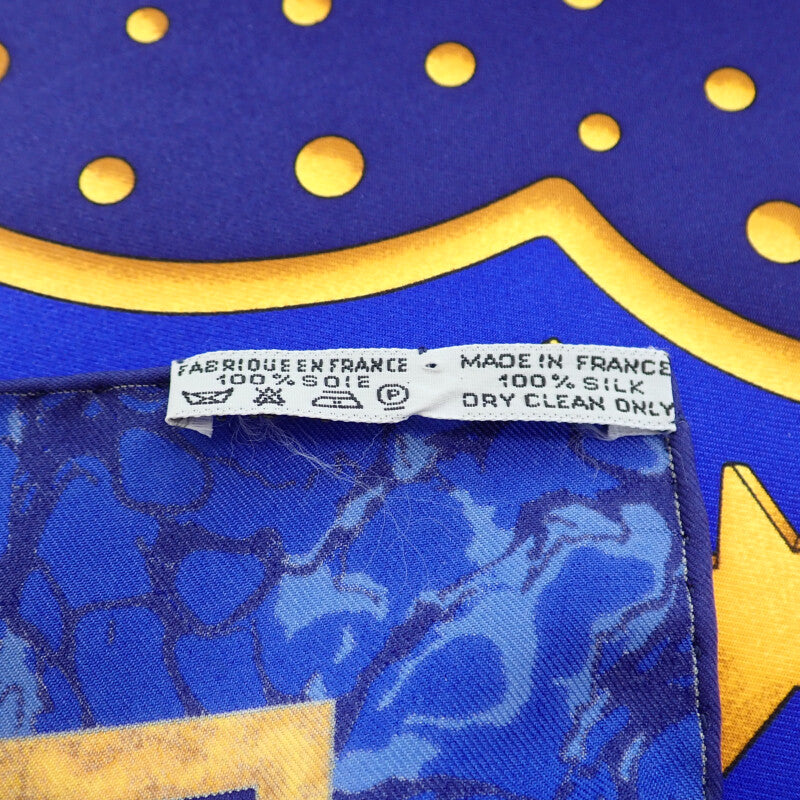 FABRIQUE EN FRANCE
100% SOIE
P
MADE IN FRANCE
100% SILK
DRY CLEAN ONLY